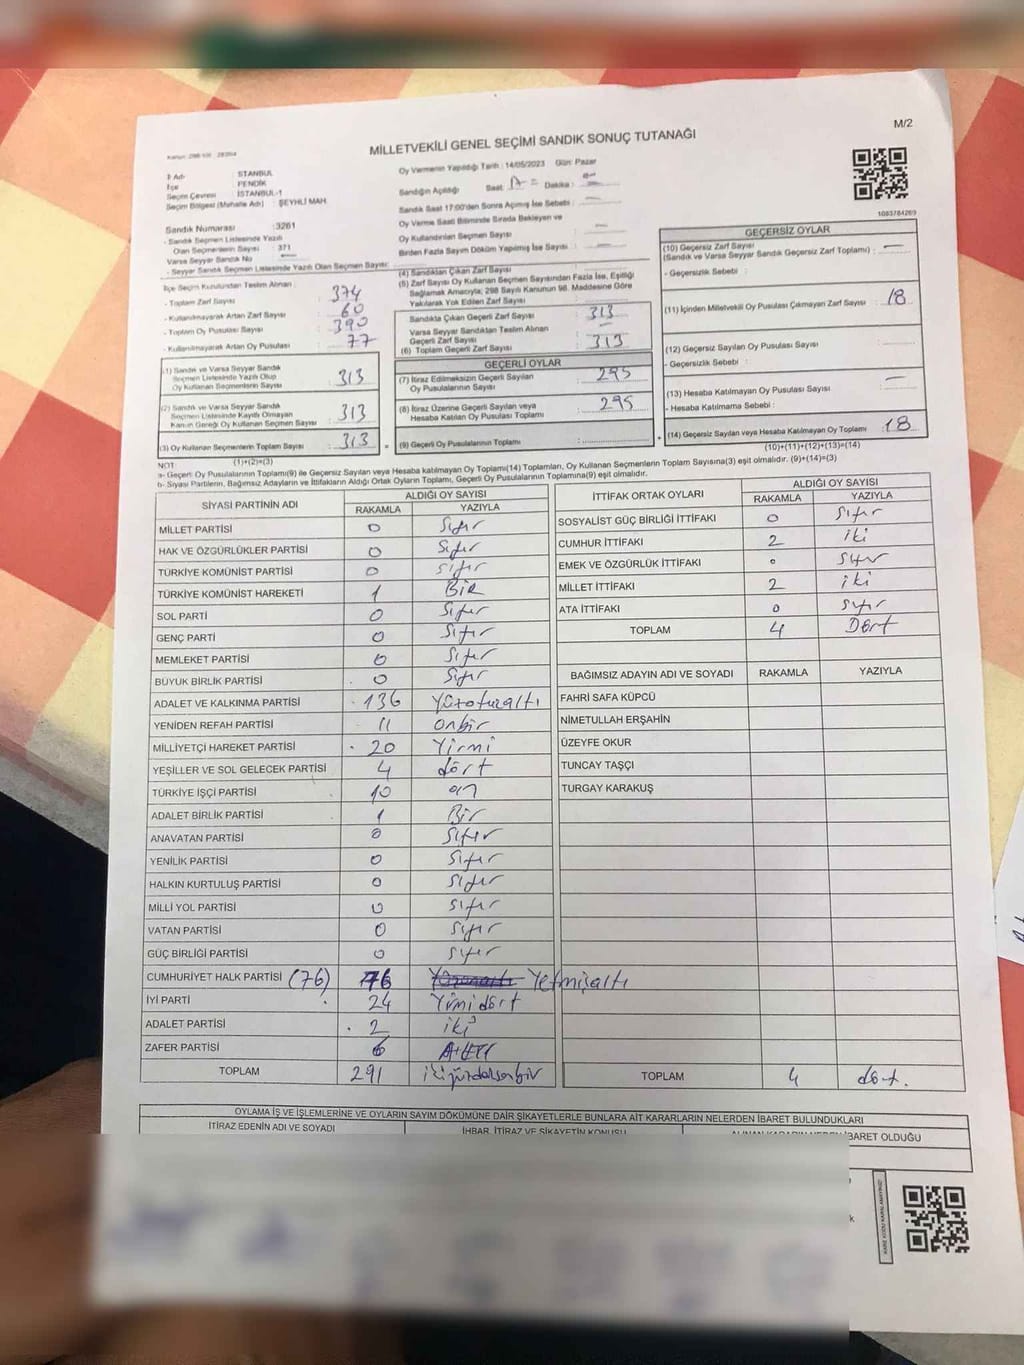 M/2
MİLLETVEKİLİ GENEL SEÇİMİ SANDIK SONUÇ TUTANAĞI
İl Adı : İSTANBUL
İlçe : PENDİK
Seçim Çevresi : İSTANBUL-1
Seçim Bölgesi (Mahalle Adı) : ŞEYHLİ MAH.
Sandık Numarası : 3261
- Sandık Seçmen Listesinde Yazılı
Olan Seçmenlerin Sayısı : 371
Varsa Seyyar Sandık No
- Seyyar Sandık Seçmen Listesinde Yazılı Olan Seçmen Sayısı:
İlçe Seçim Kurulundan Teslim Alınan :
- Toplam Zarf Sayısı : 374
- Kullanılmayarak Artan Zarf Sayısı : 60
- Toplam Oy Pusulası Sayısı : 390
- Kullanılmayarak Artan Oy Pusulası : 77
(1) Sandık ve Varsa Seyyar Sandık
Seçmen Listesinde Yazılı Olup
Oy Kullanan Seçmenlerin Sayısı : 313
(2) Sandık ve Varsa Seyyar Sandık
Seçmen Listesinde Kayıtlı Olmayan
Kanun Gereği Oy Kullanan Seçmen Sayısı : 313
(3) Oy Kullanan Seçmenlerin Toplam Sayısı : 313
(1)+(2)=(3)
Oy Vermenin Yapıldığı Tarih : 14/05/2023 Gün: Pazar
Sandığın Açıldığı Saat : 17 Dakika :
Sandık Saat 17:00'den Sonra Açılmış İse Sebebi :
Oy Verme Saati Bitiminde Sırada Bekleyen ve
Oy Kullandırılan Seçmen Sayısı :
Birden Fazla Sayım Döküm Yapılmış İse Sayısı :
(4) Sandıktan Çıkan Zarf Sayısı :
(5) Zarf Sayısı Oy Kullanan Seçmen Sayısından Fazla İse, Eşitliği
Sağlamak Amacıyla, 298 Sayılı Kanunun 98. Maddesine Göre
Yakılarak Yok Edilen Zarf Sayısı :
Sandıkta Çıkan Geçerli Zarf Sayısı : 313
Varsa Seyyar Sandıktan Teslim Alınan
Geçerli Zarf Sayısı : —
(6) Toplam Geçerli Zarf Sayısı : 313
GEÇERLİ OYLAR
(7) İtiraz Edilmeksizin Geçerli Sayılan
Oy Pusulalarının Sayısı : 295
(8) İtiraz Üzerine Geçerli Sayılan veya
Hesaba Katılan Oy Pusulası Toplamı : 295
(9) Geçerli Oy Pusulalarının Toplamı :
1083784269
GEÇERSİZ OYLAR
(10) Geçersiz Zarf Sayısı
(Sandık ve Varsa Seyyar Sandık Geçersiz Zarf Toplamı) : —
- Geçersizlik Sebebi :
(11) İçinden Milletvekili Oy Pusulası Çıkmayan Zarf Sayısı : 18
(12) Geçersiz Sayılan Oy Pusulası Sayısı :
- Geçersizlik Sebebi :
(13) Hesaba Katılmayan Oy Pusulası Sayısı : —
- Hesaba Katılmama Sebebi :
(14) Geçersiz Sayılan veya Hesaba Katılmayan Oy Toplamı : 18
(10)+(11)+(12)+(13)=(14)
NOT
a- Geçerli Oy Pusulalarının Toplamı(9) ile Geçersiz Sayılan veya Hesaba katılmayan Oy Toplamı(14) Toplamları, Oy Kullanan Seçmenlerin Toplam Sayısına(3) eşit olmalıdır. (9)+(14)=(3)
b- Siyasi Partilerin, Bağımsız Adayların ve İttifakların Aldığı Ortak Oyların Toplamı, Geçerli Oy Pusulalarının Toplamına(9) eşit olmalıdır.
SİYASİ PARTİNİN ADI ALDIĞI OY SAYISI
RAKAMLA YAZIYLA
MİLLET PARTİSİ 0 Sıfır
HAK VE ÖZGÜRLÜKLER PARTİSİ 0 Sıfır
TÜRKİYE KOMÜNİST PARTİSİ 0 Sıfır
TÜRKİYE KOMÜNİST HAREKETİ 1 BİR
SOL PARTİ 0 Sıfır
GENÇ PARTİ 0 Sıfır
MEMLEKET PARTİSİ 0 Sıfır
BÜYÜK BİRLİK PARTİSİ 0 Sıfır
ADALET VE KALKINMA PARTİSİ 136 Yüzotuzaltı
YENİDEN REFAH PARTİSİ 11 onbir
MİLLİYETÇİ HAREKET PARTİSİ 20 Yirmi
YEŞİLLER VE SOL GELECEK PARTİSİ 4 dört
TÜRKİYE İŞÇİ PARTİSİ 10 on
ADALET BİRLİK PARTİSİ 1 Bir
ANAVATAN PARTİSİ 0 Sıfır
YENİLİK PARTİSİ 0 Sıfır
HALKIN KURTULUŞ PARTİSİ 0 Sıfır
MİLLİ YOL PARTİSİ 0 Sıfır
VATAN PARTİSİ 0 Sıfır
GÜÇ BİRLİĞİ PARTİSİ 0 Sıfır
CUMHURİYET HALK PARTİSİ (76) 76 Yetmişaltı
İYİ PARTİ 24 Yirmidört
ADALET PARTİSİ 2 iki
ZAFER PARTİSİ 6 ALTI
TOPLAM 291 ikiyüzdoksanbir
İTTİFAK ORTAK OYLARI ALDIĞI OY SAYISI
RAKAMLA YAZIYLA
SOSYALİST GÜÇ BİRLİĞİ İTTİFAKI 0 Sıfır
CUMHUR İTTİFAKI 2 iki
EMEK VE ÖZGÜRLÜK İTTİFAKI 0 Sıfır
MİLLET İTTİFAKI 2 iki
ATA İTTİFAKI 0 Sıfır
TOPLAM 4 Dört
BAĞIMSIZ ADAYIN ADI VE SOYADI RAKAMLA YAZIYLA
FAHRİ SAFA KÜPCÜ
NİMETULLAH ERŞAHİN
ÜZEYFE OKUR
TUNCAY TAŞÇI
TURGAY KARAKUŞ
TOPLAM 4 dört.
OYLAMA İŞ VE İŞLEMLERİNE VE OYLARIN SAYIM DÖKÜMÜNE DAİR ŞİKAYETLERLE BUNLARA AİT KARARLARIN NELERDEN İBARET BULUNDUKLARI
İTİRAZ EDENİN ADI VE SOYADI İHBAR, İTİRAZ VE ŞİKAYETİN KONUSU ALINAN KARARIN NEDEN İBARET OLDUĞU